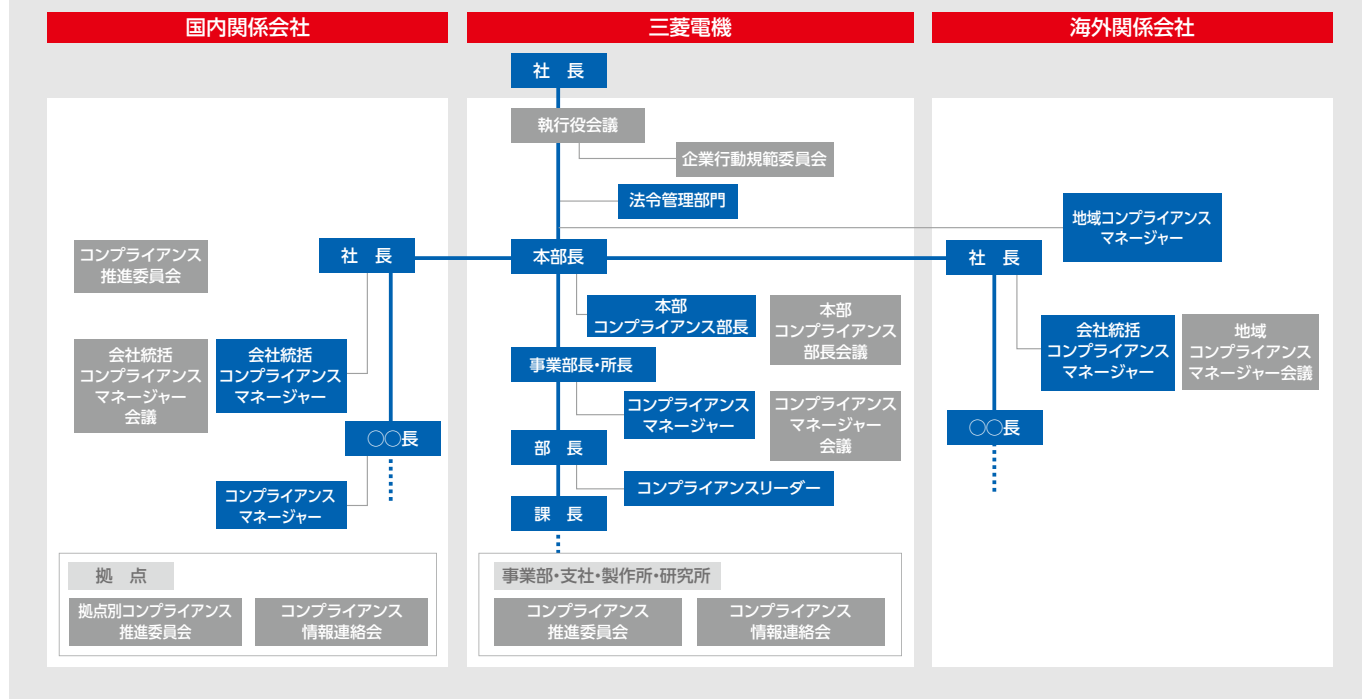 国内関係会社
三菱電機
海外関係会社
社 長
執行役会議
企業行動規範委員会
法令管理部門
地域コンプライアンス
マネージャー
コンプライアンス
推進委員会
社 長
本部長
社 長
本部
コンプライアンス部長
本部
コンプライアンス
部長会議
会社統括
コンプライアンス
マネージャー
会議
会社統括
コンプライアンス
マネージャー
事業部長・所長
会社統括
コンプライアンス
マネージャー
地域
コンプライアンス
マネージャー会議
コンプライアンス
マネージャー
コンプライアンス
マネージャー
会議
〇〇長
部 長
〇〇長
コンプライアンス
マネージャー
コンプライアンスリーダー
課 長
拠 点
拠点別コンプライアンス
推進委員会
コンプライアンス
情報連絡会
事業部・支社・製作所・研究所
コンプライアンス
推進委員会
コンプライアンス
情報連絡会